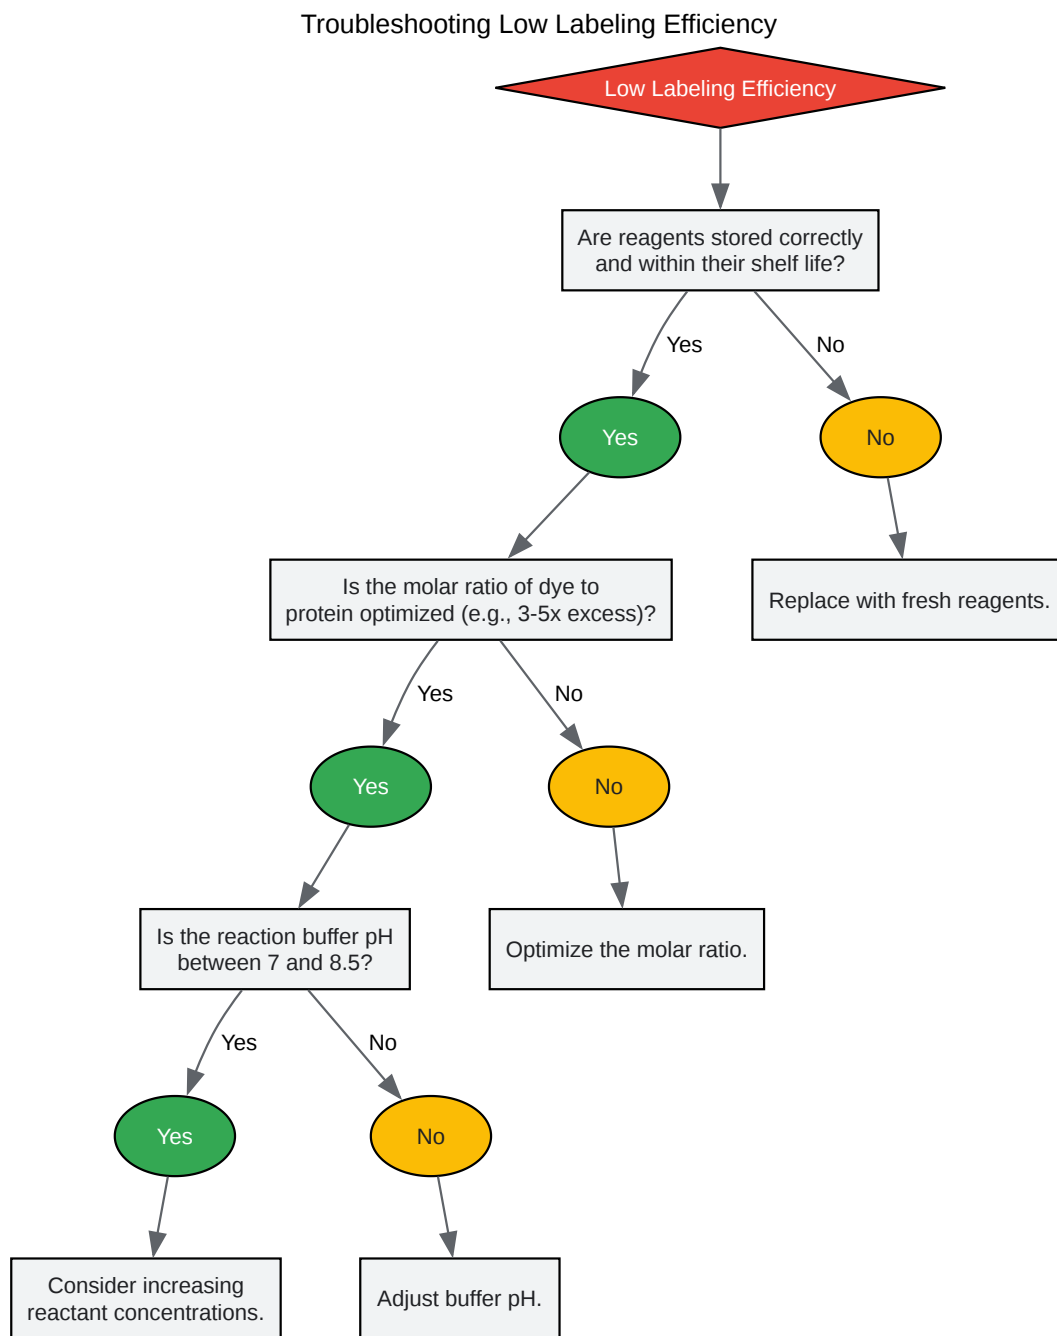 Troubleshooting Low Labeling Efficiency
Low Labeling Efficiency
Are reagents stored correctly
and within their shelf life?
Yes
No
Yes
No
Is the molar ratio of dye to
protein optimized (e.g., 3-5x excess)?
Replace with fresh reagents.
Yes
No
Yes
No
Is the reaction buffer pH
between 7 and 8.5?
Optimize the molar ratio.
Yes
No
Yes
No
Consider increasing
reactant concentrations.
Adjust buffer pH.